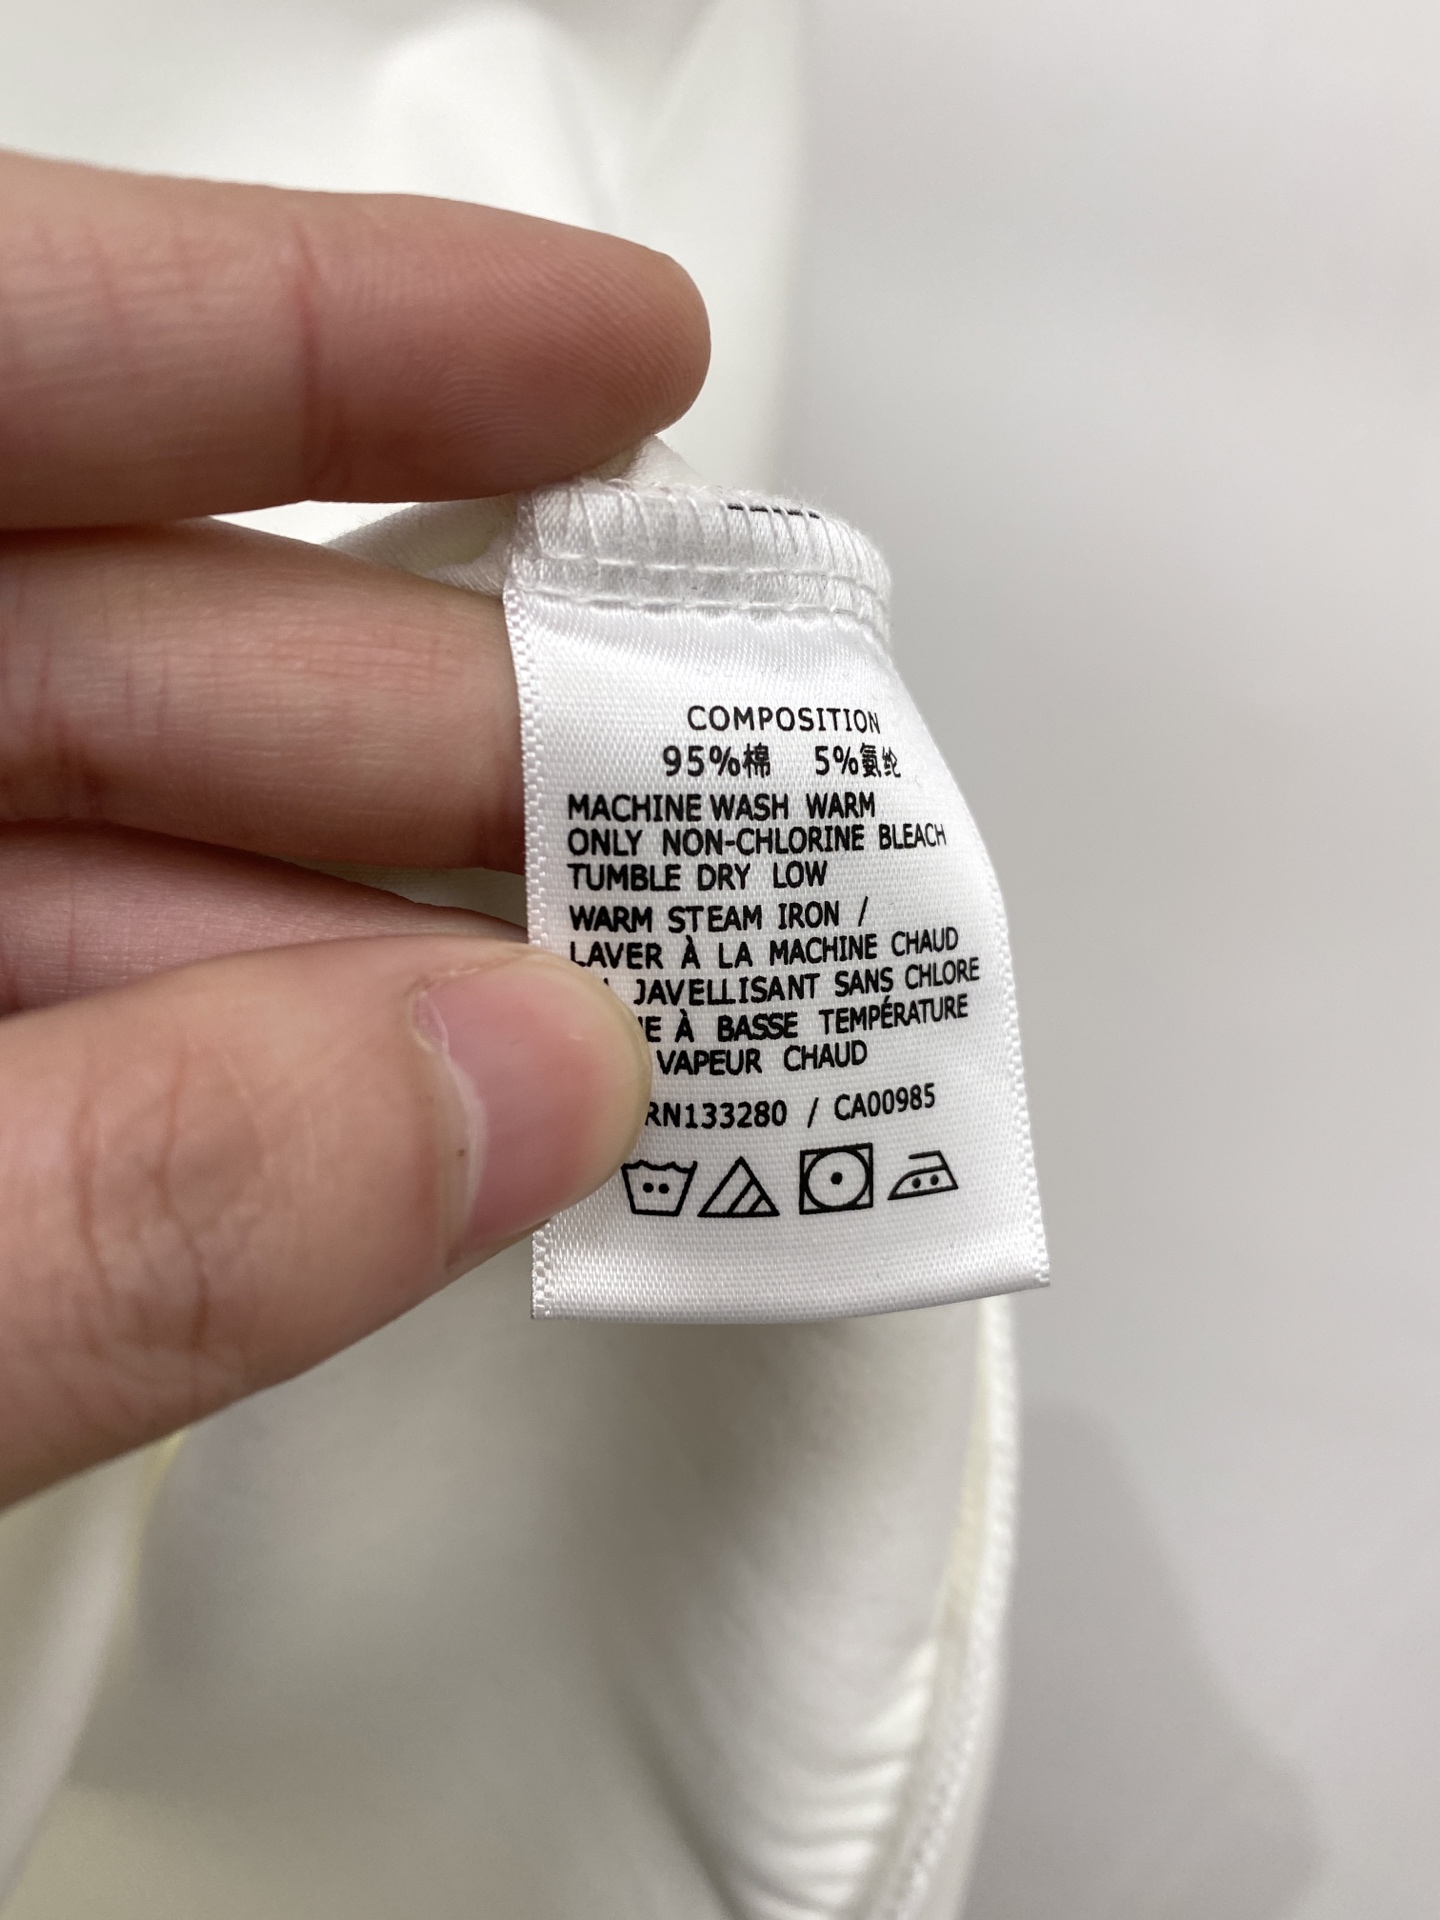 COMPOSITION
95%棉 5%氨纶
MACHINE WASH WARM
ONLY NON-CHLORINE BLEACH
TUMBLE DRY LOW
WARM STEAM IRON /
LAVER À LA MACHINE CHAUD
JAVELLISANT SANS CHLORE
À BASSE TEMPÉRATURE
VAPEUR CHAUD
RN133280 / CA00985